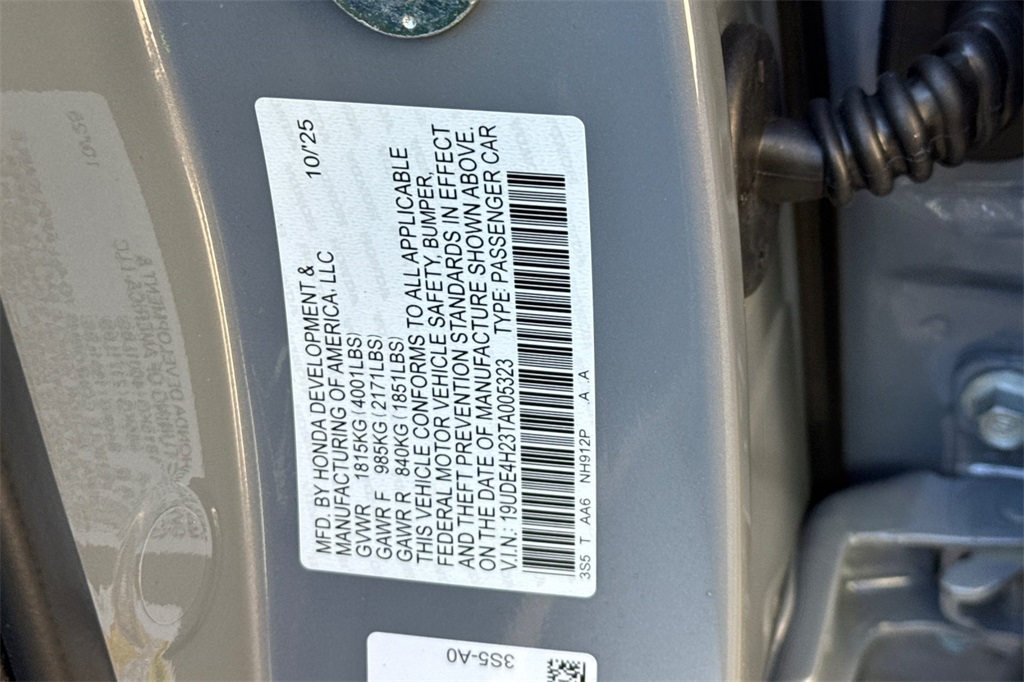 MFD. BY HONDA DEVELOPMENT & 10/'25
MANUFACTURING OF AMERICA, LLC
GVWR 1815KG (4001LBS)
GAWR F 985KG (2171LBS)
GAWR R 840KG (1851LBS)
THIS VEHICLE CONFORMS TO ALL APPLICABLE
FEDERAL MOTOR VEHICLE SAFETY, BUMPER,
AND THEFT PREVENTION STANDARDS IN EFFECT
ON THE DATE OF MANUFACTURE SHOWN ABOVE.
V.I.N.: 19UDE4H23TA005323 TYPE: PASSENGER CAR
3S5 T AA6 NH912P ..A..A
3S5-A0